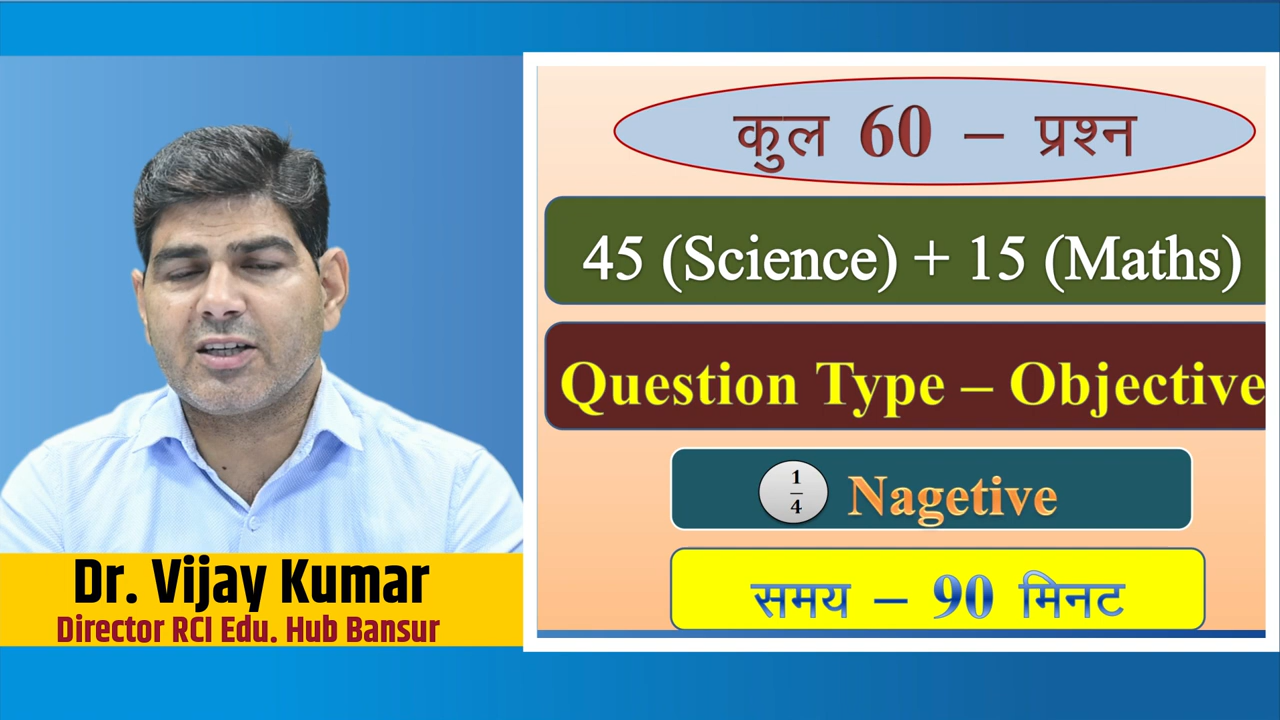 कुल 60 – प्रश्न
45 (Science) + 15 (Maths)
Question Type – Objective
1/4 Nagetive
समय – 90 मिनट
Dr. Vijay Kumar
Director RCI Edu. Hub Bansur